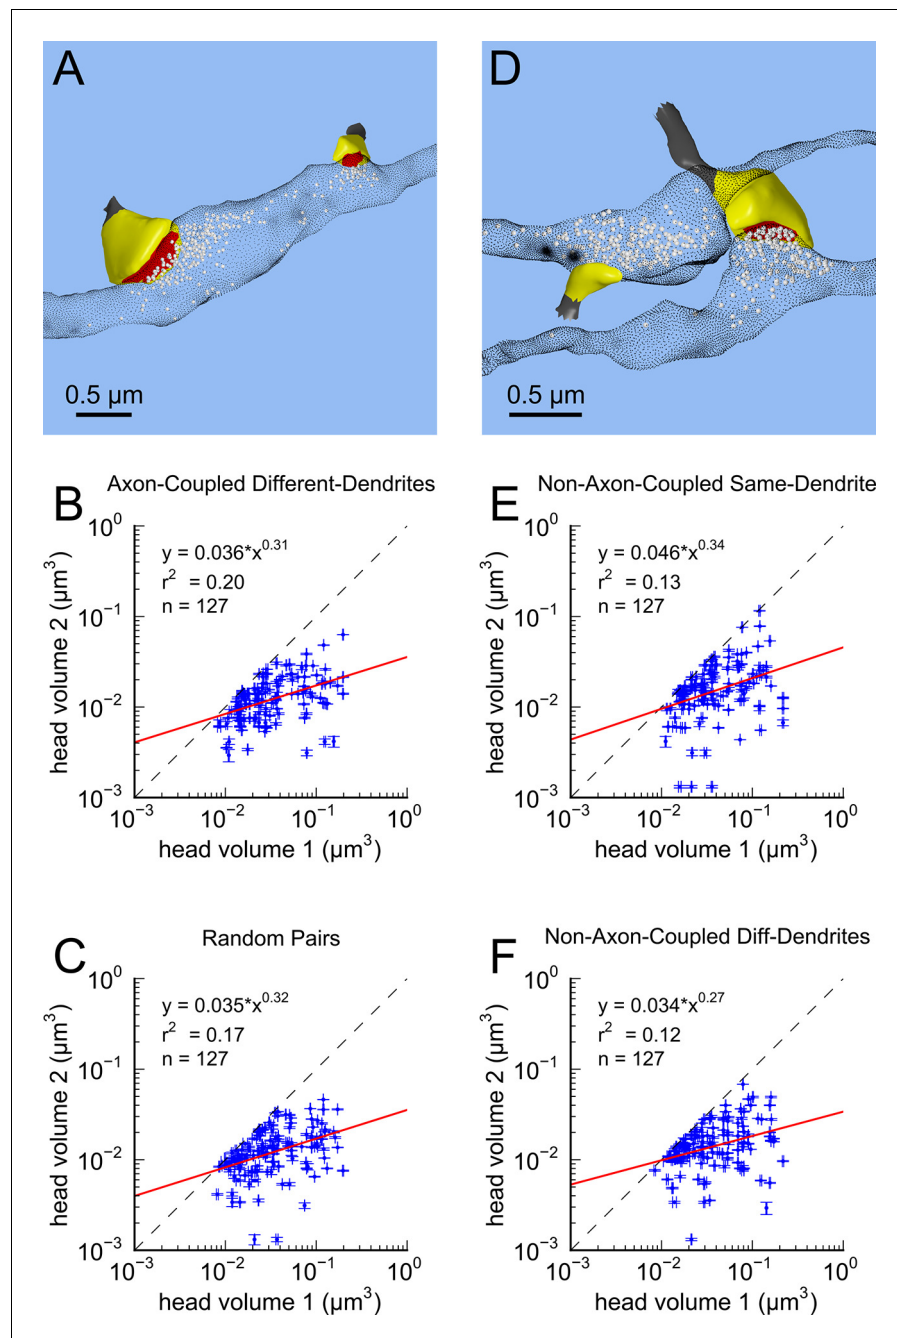 A
0.5 µm
D
0.5 µm
B
Axon-Coupled Different-Dendrites
y = 0.036*x^0.31
r^2 = 0.20
n = 127
10^0
10^-1
10^-2
10^-3
head volume 2 (µm^3)
10^-3 10^-2 10^-1 10^0
head volume 1 (µm^3)
E
Non-Axon-Coupled Same-Dendrite
y = 0.046*x^0.34
r^2 = 0.13
n = 127
10^0
10^-1
10^-2
10^-3
head volume 2 (µm^3)
10^-3 10^-2 10^-1 10^0
head volume 1 (µm^3)
C
Random Pairs
y = 0.035*x^0.32
r^2 = 0.17
n = 127
10^0
10^-1
10^-2
10^-3
head volume 2 (µm^3)
10^-3 10^-2 10^-1 10^0
head volume 1 (µm^3)
F
Non-Axon-Coupled Diff-Dendrites
y = 0.034*x^0.27
r^2 = 0.12
n = 127
10^0
10^-1
10^-2
10^-3
head volume 2 (µm^3)
10^-3 10^-2 10^-1 10^0
head volume 1 (µm^3)